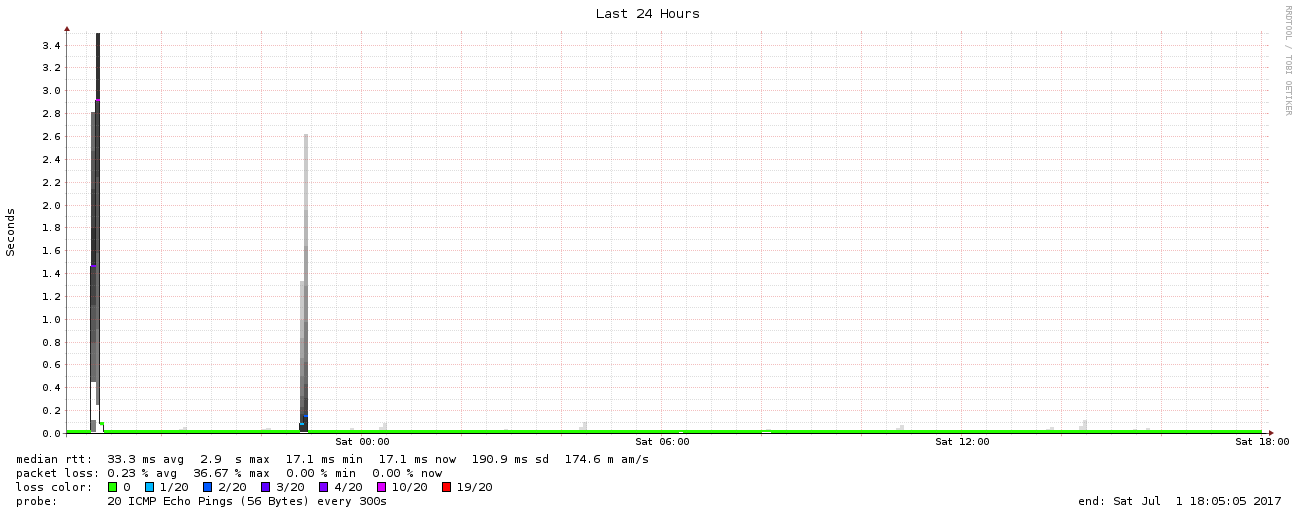 Last 24 Hours
RRDTOOL / TOBI OETIKER
Seconds
3.4
3.2
3.0
2.8
2.6
2.4
2.2
2.0
1.8
1.6
1.4
1.2
1.0
0.8
0.6
0.4
0.2
0.0
Sat 00:00 Sat 06:00 Sat 12:00 Sat 18:00
median rtt: 33.3 ms avg 2.9 s max 17.1 ms min 17.1 ms now 190.9 ms sd 174.6 m am/s
packet loss: 0.23 % avg 36.67 % max 0.00 % min 0.00 % now
loss color: 0 1/20 2/20 3/20 4/20 10/20 19/20
probe: 20 ICMP Echo Pings (56 Bytes) every 300s end: Sat Jul 1 18:05:05 2017